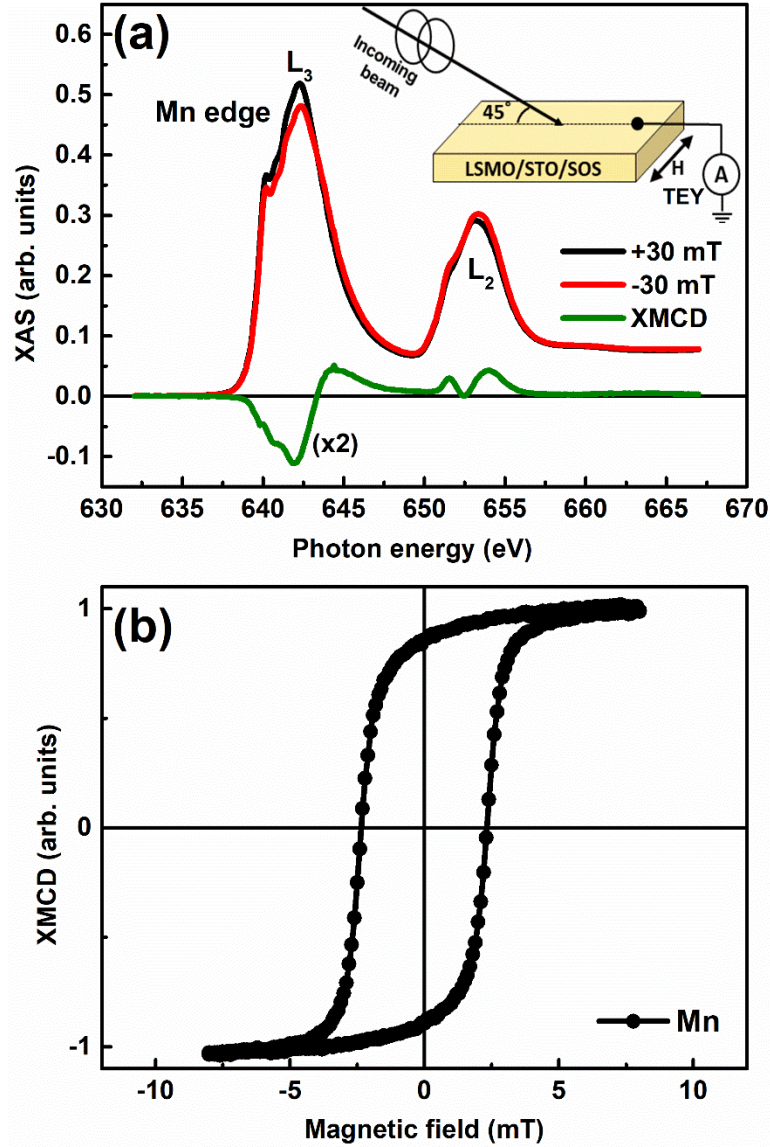 (a)
0.6
0.5
0.4
0.3
0.2
0.1
0.0
-0.1
XAS (arb. units)
L3
Mn edge
Incoming
beam
45°
LSMO/STO/SOS
H
TEY
A
+30 mT
-30 mT
XMCD
L2
(x2)
630 635 640 645 650 655 660 665 670
Photon energy (eV)
(b)
1
0
-1
XMCD (arb. units)
Mn
-10 -5 0 5 10
Magnetic field (mT)